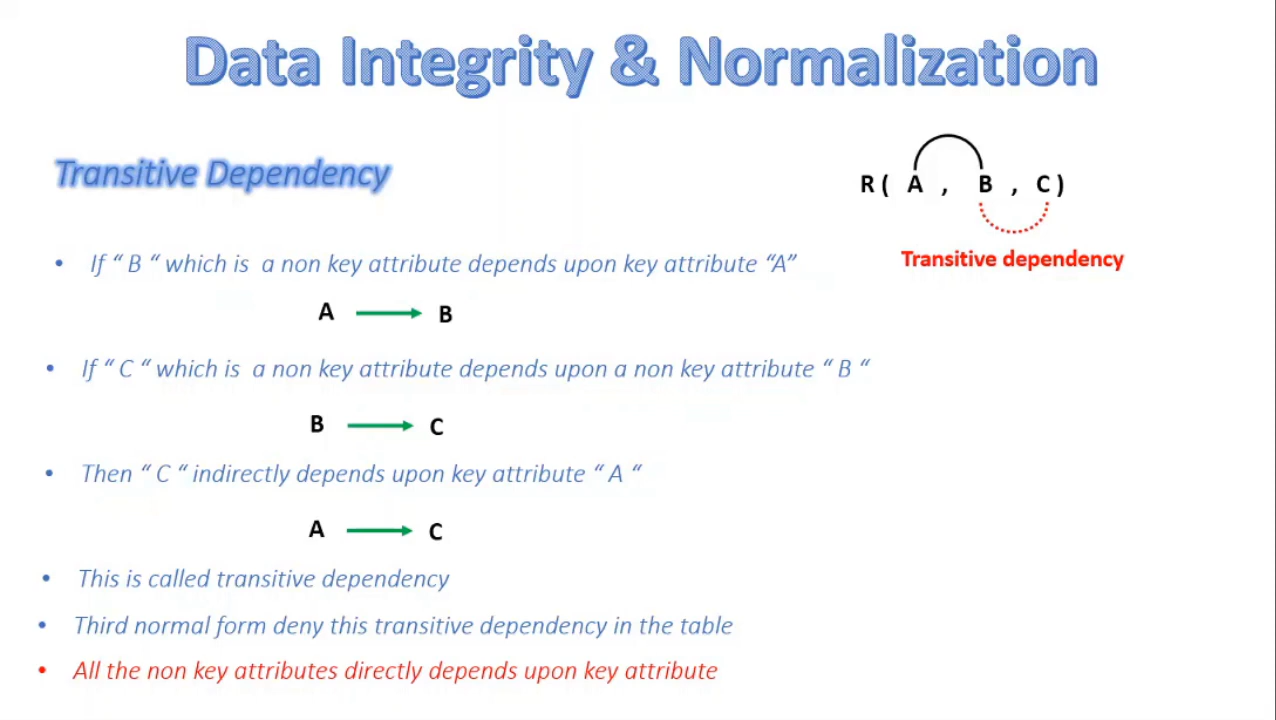 Data Integrity & Normalization
Transitive Dependency
R ( A , B , C )
Transitive dependency
• If “ B “ which is a non key attribute depends upon key attribute “A”
A B
• If “ C “ which is a non key attribute depends upon a non key attribute “ B “
B C
• Then “ C “ indirectly depends upon key attribute “ A “
A C
• This is called transitive dependency
• Third normal form deny this transitive dependency in the table
• All the non key attributes directly depends upon key attribute